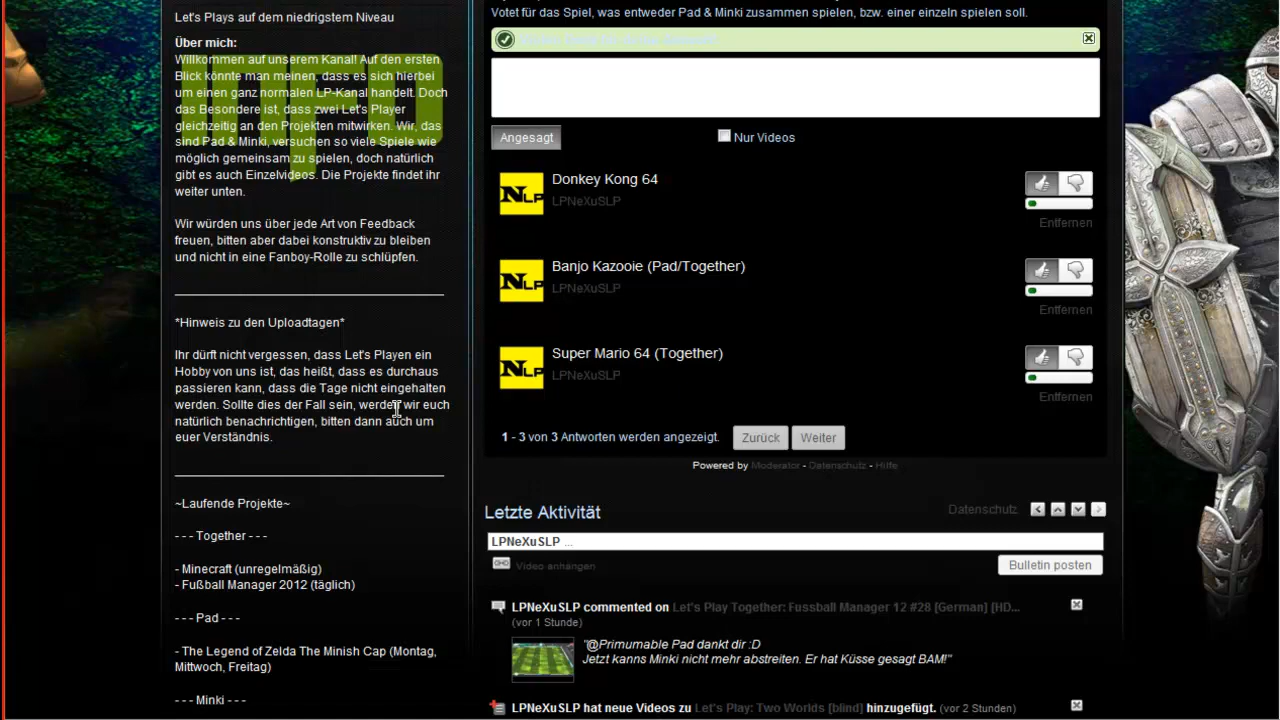 Let's Plays auf dem niedrigstem Niveau
Über mich:
Willkommen auf unserem Kanal! Auf den ersten
Blick könnte man meinen, dass es sich hierbei
um einen ganz normalen LP-Kanal handelt. Doch
das Besondere ist, dass zwei Let's Player
gleichzeitig an den Projekten mitwirken. Wir, das
sind Pad & Minki, versuchen so viele Spiele wie
möglich gemeinsam zu spielen, doch natürlich
gibt es auch Einzelvideos. Die Projekte findet ihr
weiter unten.
Wir würden uns über jede Art von Feedback
freuen, bitten aber dabei konstruktiv zu bleiben
und nicht in eine Fanboy-Rolle zu schlüpfen.
*Hinweis zu den Uploadtagen*
Ihr dürft nicht vergessen, dass Let's Playen ein
Hobby von uns ist, das heißt, dass es durchaus
passieren kann, dass die Tage nicht eingehalten
werden. Sollte dies der Fall sein, werden wir euch
natürlich benachrichtigen, bitten dann auch um
euer Verständnis.
~Laufende Projekte~
- - - Together - - -
- Minecraft (unregelmäßig)
- Fußball Manager 2012 (täglich)
- - - Pad - - -
- The Legend of Zelda The Minish Cap (Montag,
Mittwoch, Freitag)
- - - Minki - - -
INFO
Votet für das Spiel, was entweder Pad & Minki zusammen spielen, bzw. einer einzeln spielen soll.
Angesagt
Nur Videos
NLP
Donkey Kong 64
LPNeXuSLP
Entfernen
NLP
Banjo Kazooie (Pad/Together)
LPNeXuSLP
Entfernen
NLP
Super Mario 64 (Together)
LPNeXuSLP
Entfernen
1 - 3 von 3 Antworten werden angezeigt.
Zurück
Weiter
Powered by Moderator - Datenschutz - Hilfe
Letzte Aktivität
Datenschutz
LPNeXuSLP ...
Video anhängen
Bulletin posten
LPNeXuSLP commented on Let's Play Together: Fussball Manager 12 #28 [German] [HD...
(vor 1 Stunde)
"@Primumable Pad dankt dir :D
Jetzt kanns Minki nicht mehr abstreiten. Er hat Küsse gesagt BAM!"
LPNeXuSLP hat neue Videos zu Let's Play: Two Worlds [blind] hinzugefügt. (vor 2 Stunden)